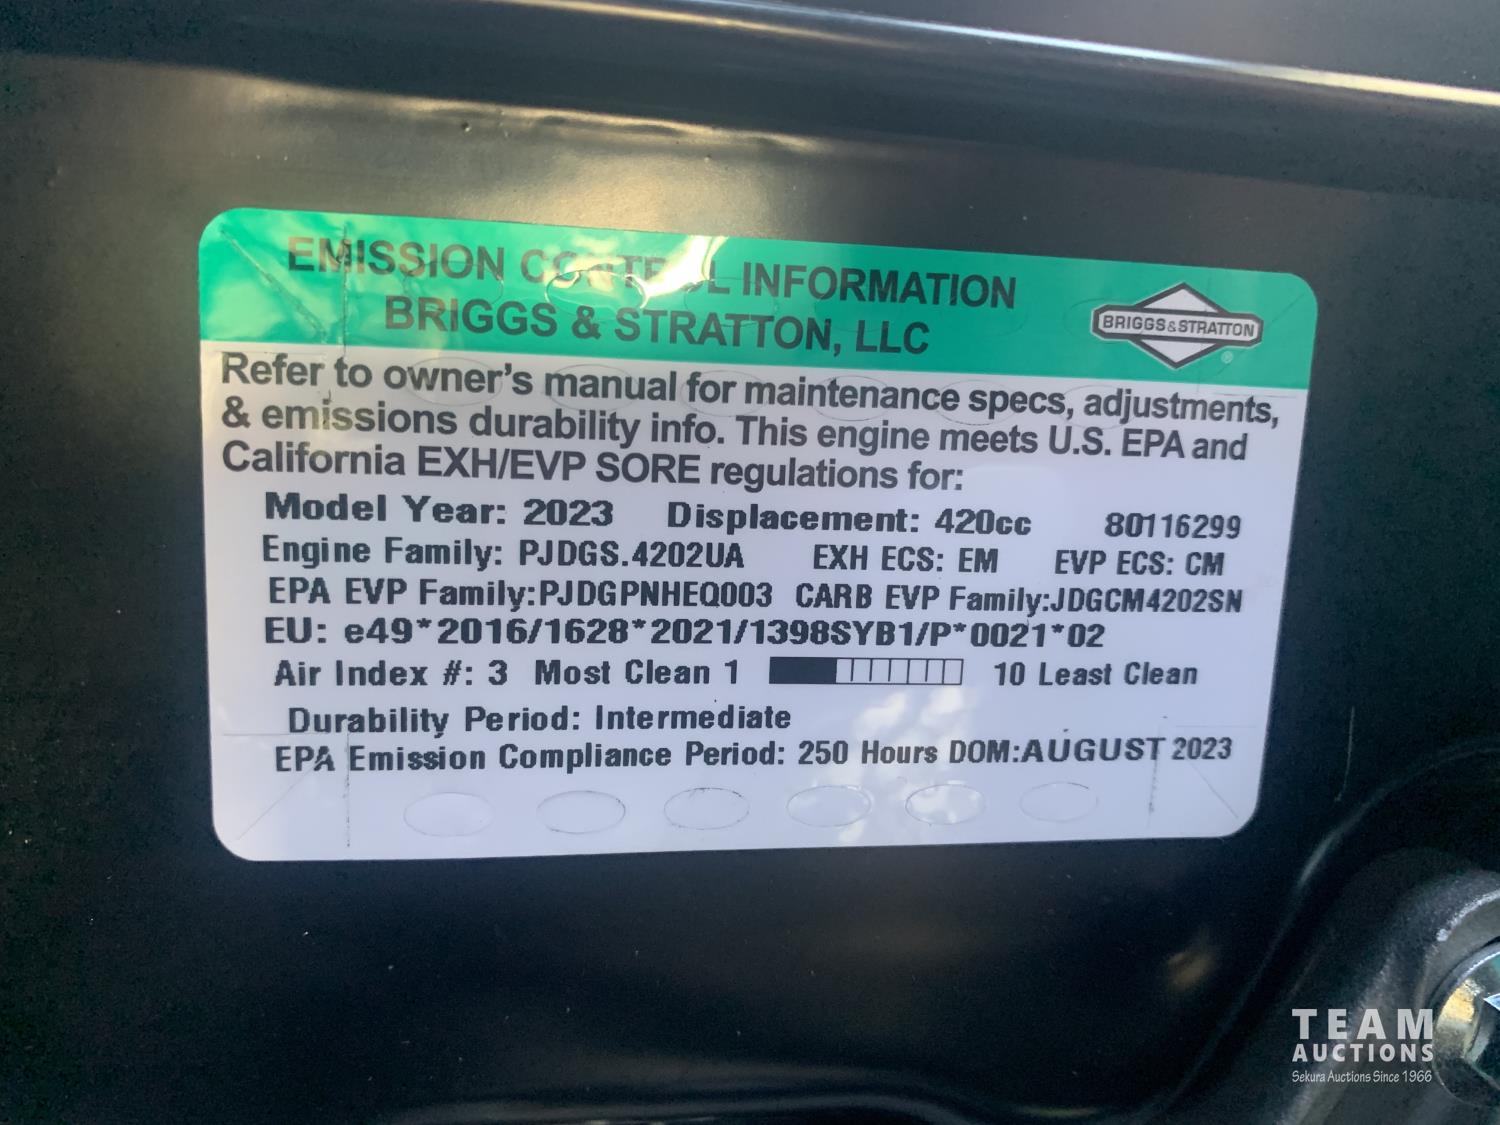 EMISSION CONTROL INFORMATION
BRIGGS & STRATTON, LLC
BRIGGS&STRATTON
®
Refer to owner's manual for maintenance specs, adjustments,
& emissions durability info. This engine meets U.S. EPA and
California EXH/EVP SORE regulations for:
Model Year: 2023 Displacement: 420cc 80116299
Engine Family: PJDGS.4202UA EXH ECS: EM EVP ECS: CM
EPA EVP Family:PJDGPNHEQ003 CARB EVP Family:JDGCM4202SN
EU: e49*2016/1628*2021/1398SYB1/P*0021*02
Air Index #: 3 Most Clean 1 10 Least Clean
Durability Period: Intermediate
EPA Emission Compliance Period: 250 Hours DOM:AUGUST 2023
TEAM
AUCTIONS
Sekura Auctions Since 1966